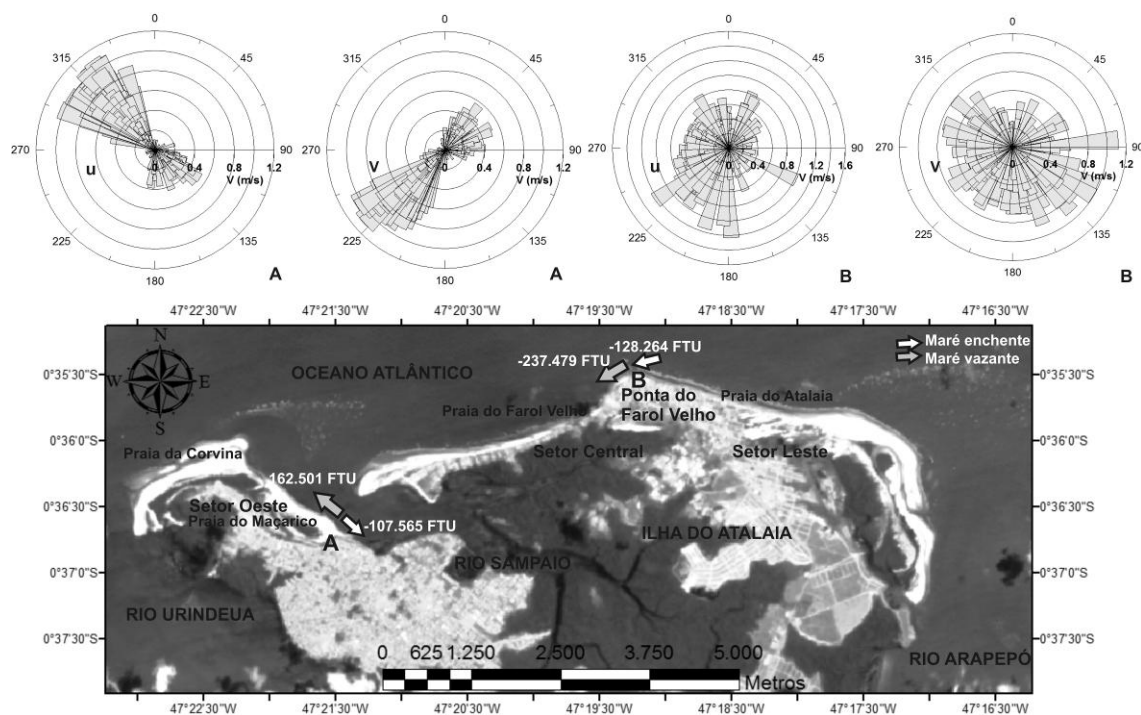 0
45
90
135
180
225
270
315
u
0 0.4 0.8 1.2
V (m/s)
A
0
45
90
135
180
225
270
315
V
0 0.4 0.8 1.2
V (m/s)
A
0
45
90
135
180
225
270
315
u
0 0.4 0.8 1.2 1.6
V (m/s)
B
0
45
90
135
180
225
270
315
V
0 0.4 0.8 1.2
V (m/s)
B
47°22'30"W 47°21'30"W 47°20'30"W 47°19'30"W 47°18'30"W 47°17'30"W 47°16'30"W
N
W E
S
OCEANO ATLÂNTICO
-128.264 FTU
-237.479 FTU
B
Maré enchente
Maré vazante
0°35'30"S 0°35'30"S
Ponta do
Farol Velho
Praia do Farol Velho
Praia do Atalaia
0°36'0"S 0°36'0"S
Praia da Corvina
Setor Central
Setor Leste
162.501 FTU
0°36'30"S 0°36'30"S
Setor Oeste
Praia do Maçarico
-107.565 FTU
A
ILHA DO ATALAIA
RIO SAMPAIO
0°37'0"S 0°37'0"S
RIO URINDEUA
0°37'30"S 0°37'30"S
0 625 1.250 2.500 3.750 5.000
Metros
RIO ARAPEPÓ
47°22'30"W 47°21'30"W 47°20'30"W 47°19'30"W 47°18'30"W 47°17'30"W 47°16'30"W